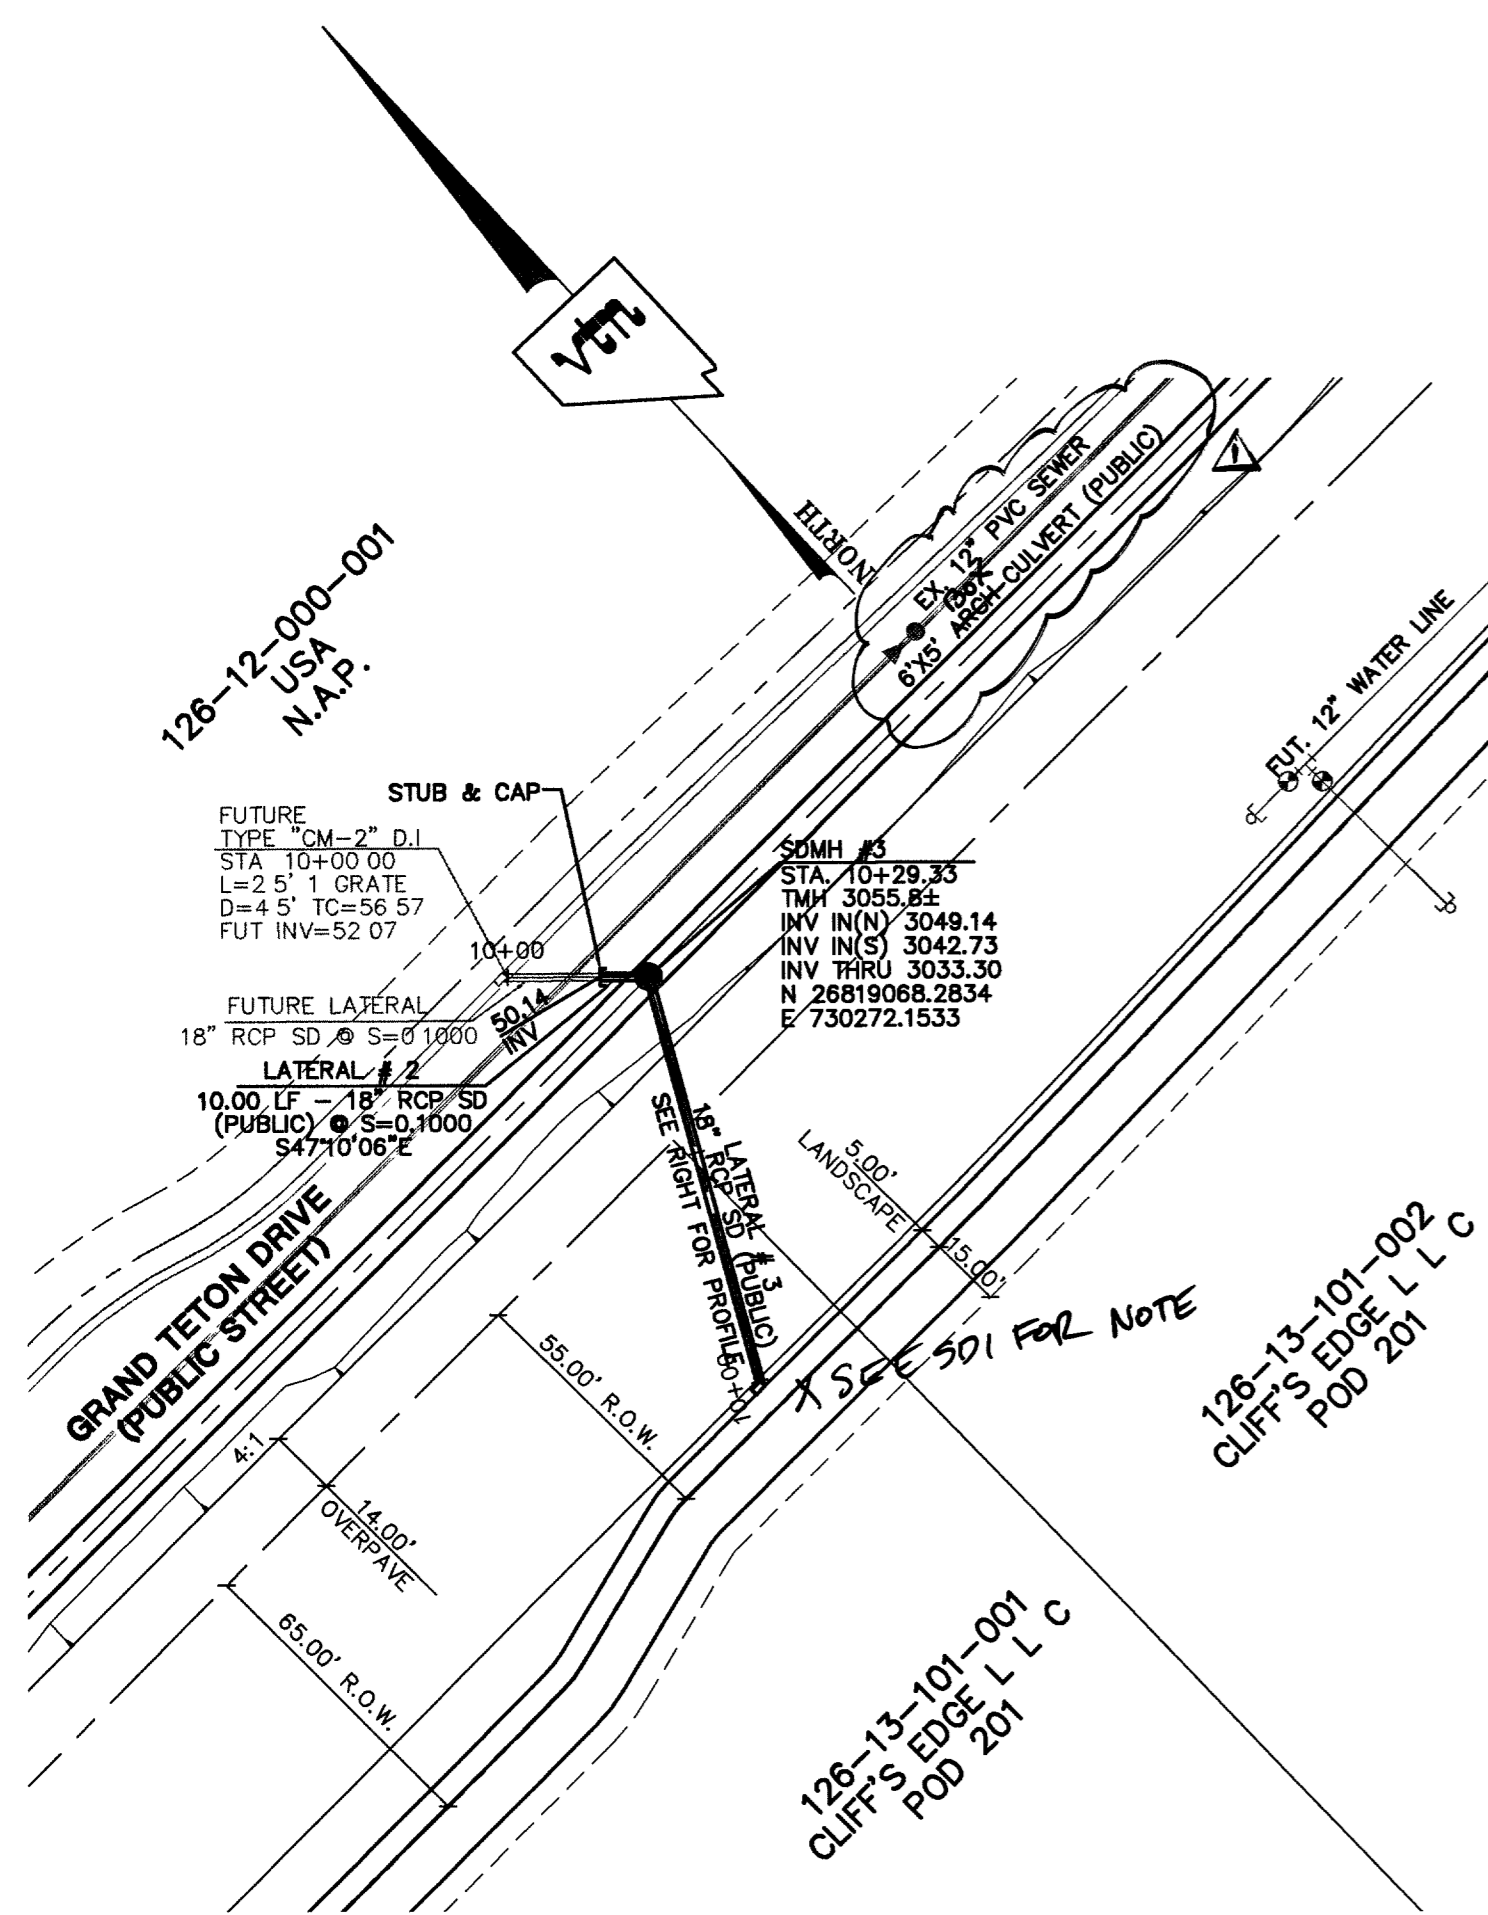 vtn
NORTH
126-12-000-001
USA
N.A.P.
EX. 12" PVC SEWER
6'X5' ARCH CULVERT (PUBLIC)
1
FUT. 12" WATER LINE
STUB & CAP
FUTURE
TYPE "CM-2" D.I
STA 10+00 00
L=2 5' 1 GRATE
D=4 5' TC=56 57
FUT INV=52 07
10+00
SDMH #3
STA. 10+29.33
TMH 3055.8±
INV IN(N) 3049.14
INV IN(S) 3042.73
INV THRU 3033.30
N 26819068.2834
E 730272.1533
FUTURE LATERAL
18" RCP SD @ S=0 1000
50.14
INV
LATERAL # 2
10.00 LF - 18" RCP SD
(PUBLIC) @ S=0.1000
S47°10'06"E
LATERAL # 3
18" RCP SD (PUBLIC)
SEE RIGHT FOR PROFILE
10+00
5.00'
LANDSCAPE
15.00'
X SEE SD1 FOR NOTE
GRAND TETON DRIVE
(PUBLIC STREET)
55.00' R.O.W.
4:1
14.00'
OVERPAVE
65.00' R.O.W.
126-13-101-002
CLIFF'S EDGE L L C
POD 201
126-13-101-001
CLIFF'S EDGE L L C
POD 201